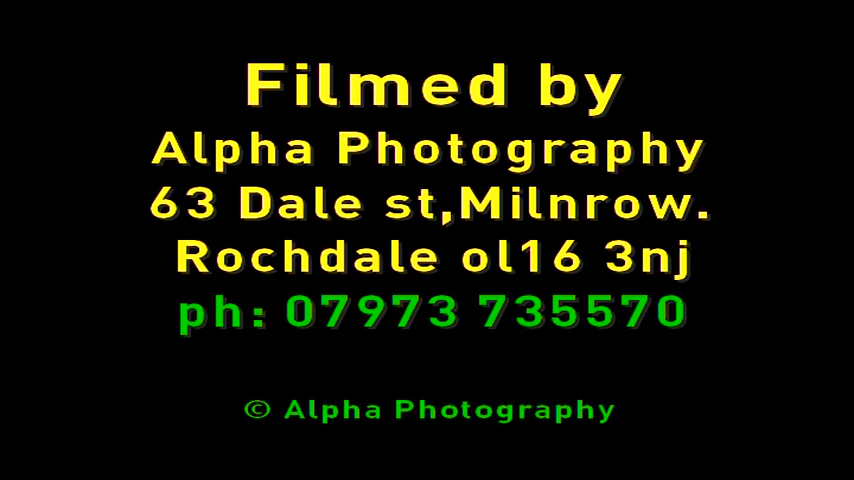 Filmed by
Alpha Photography
63 Dale st,Milnrow.
Rochdale ol16 3nj
ph: 07973 735570
© Alpha Photography